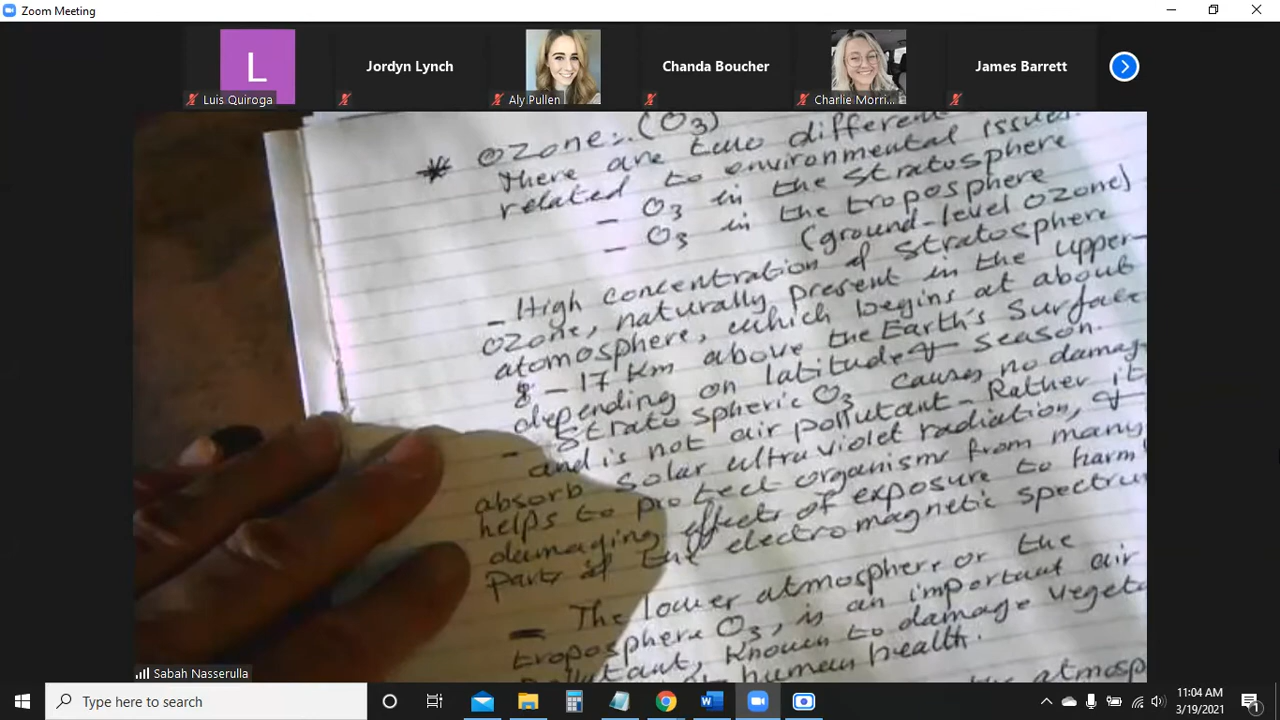 Zoom Meeting
L
Luis Quiroga
Jordyn Lynch
Aly Pullen
Chanda Boucher
Charlie Morri...
James Barrett
* Ozone:. (O3)
There are two different
related to environmental issues.
- O3 in the stratosphere
- O3 in the troposphere
(ground-level Ozone)
- High concentration of Stratosphere
Ozone, naturally present in the upper-
atomosphere, which begins at about
8 - 17 Km above the Earth's Surface
depending on latitude & season.
- Stratospheric O3 causes no damag
and is not air pollutant - Rather it
absorb solar ultraviolet radiation, &
helps to protect organisms from many
damaging effects of exposure to harm
parts of the electromagnetic spectru
- The lower atmosphere or the
troposphere O3, is an important air
pollutant, known to damage vegeta
human health.
atmosp
Sabah Nasserulla
Type here to search
11:04 AM
3/19/2021
1